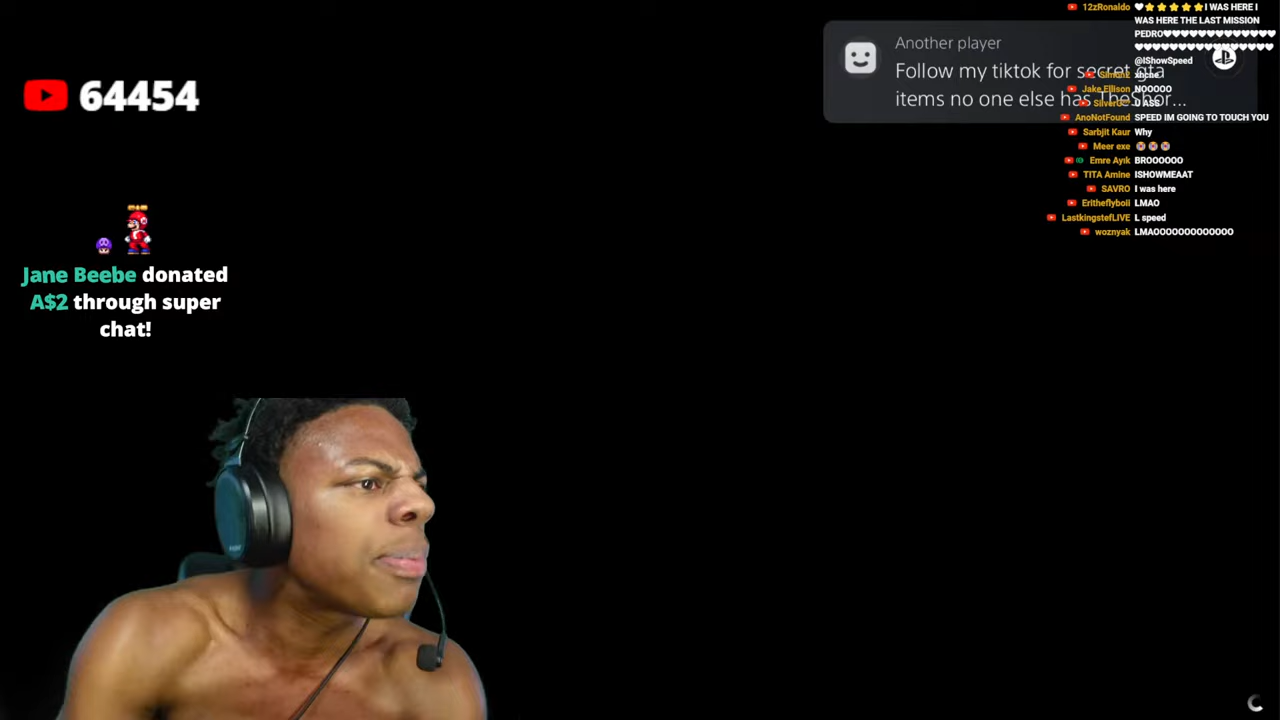 64454
Jane Beebe donated
A$2 through super
chat!
Another player
Follow my tiktok for secret gta
items no one else has TheShor...
12zRonaldo I WAS HERE I
WAS HERE THE LAST MISSION
PEDRO
@IShowSpeed
Jake Ellison NOOOOO
AnoNotFound SPEED IM GOING TO TOUCH YOU
Sarbjit Kaur Why
Meer exe
Emre Ayık BROOOOOO
TITA Amine ISHOWMEAAT
SAVRO I was here
Eritheflyboii LMAO
LastkingstefLIVE L speed
woznyak LMAOOOOOOOOOOOOO